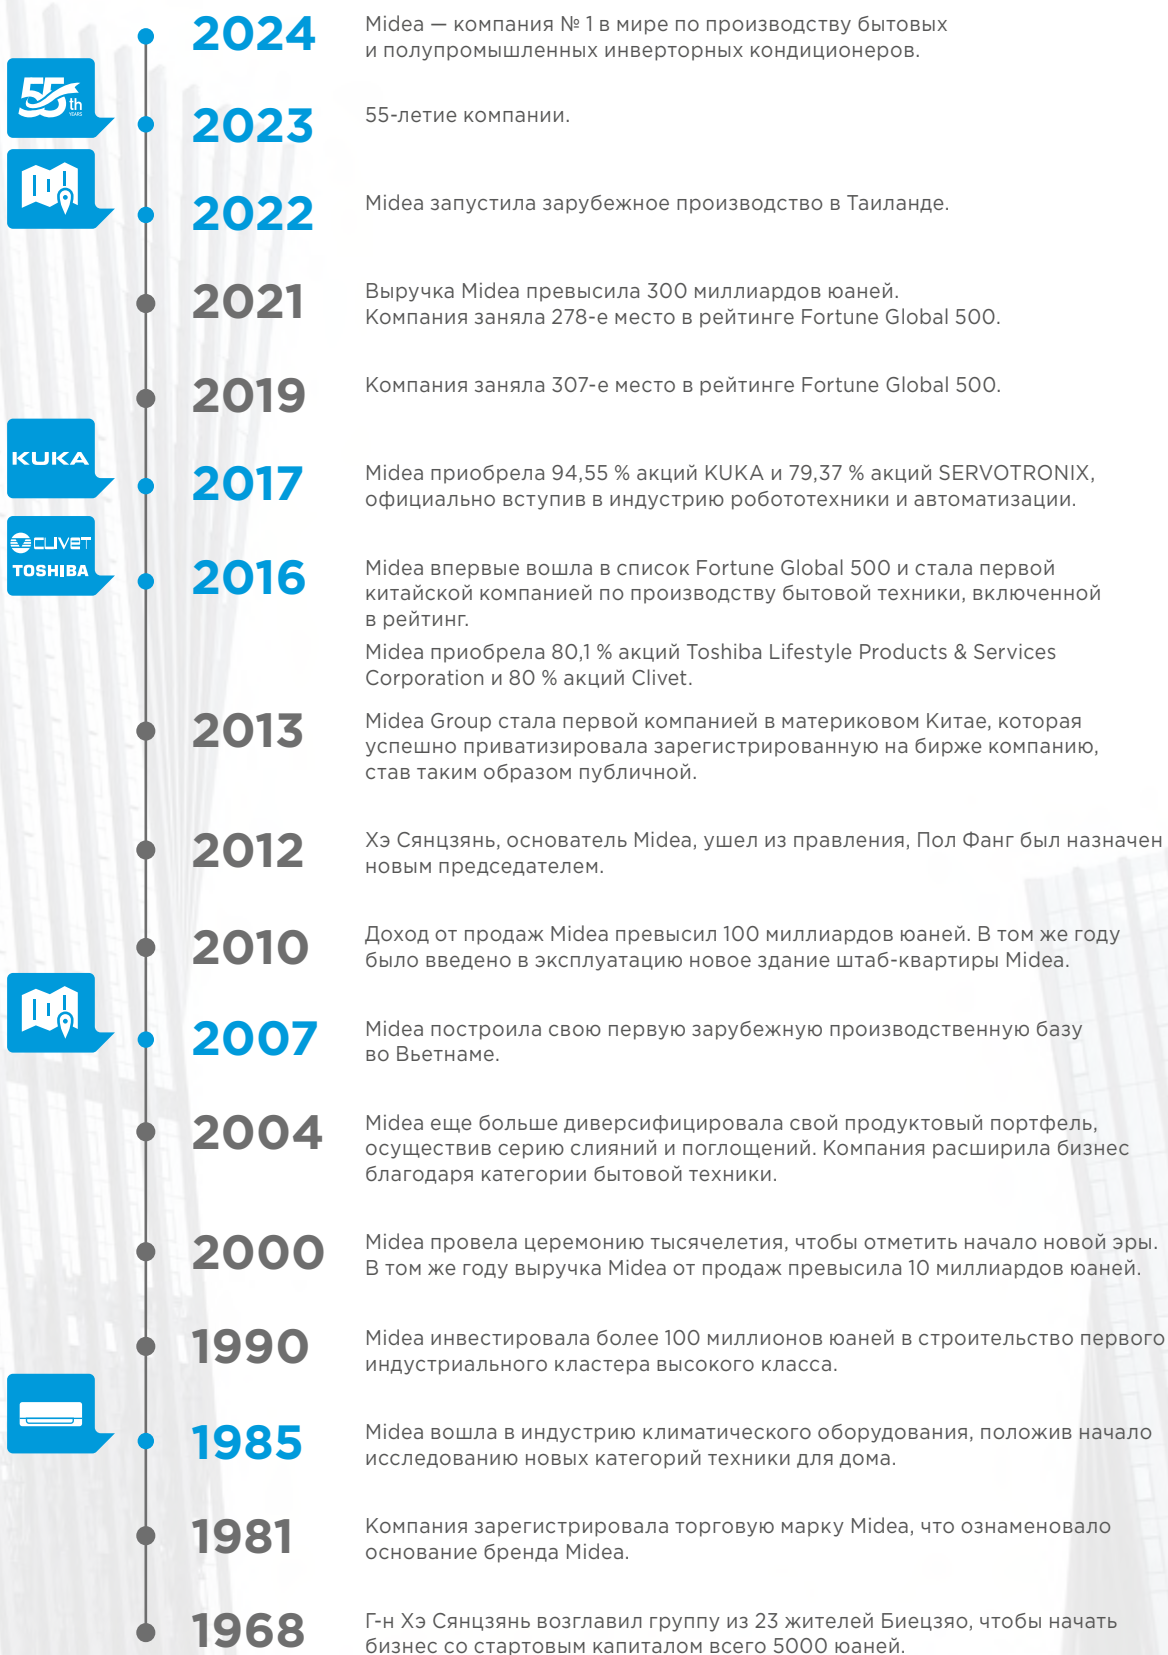 2024
Midea — компания № 1 в мире по производству бытовых
и полупромышленных инверторных кондиционеров.
55th
YEARS
2023
55-летие компании.
2022
Midea запустила зарубежное производство в Таиланде.
2021
Выручка Midea превысила 300 миллиардов юаней.
Компания заняла 278-е место в рейтинге Fortune Global 500.
2019
Компания заняла 307-е место в рейтинге Fortune Global 500.
KUKA
2017
Midea приобрела 94,55 % акций KUKA и 79,37 % акций SERVOTRONIX,
официально вступив в индустрию робототехники и автоматизации.
CLIVET
TOSHIBA
2016
Midea впервые вошла в список Fortune Global 500 и стала первой
китайской компанией по производству бытовой техники, включенной
в рейтинг.
Midea приобрела 80,1 % акций Toshiba Lifestyle Products & Services
Corporation и 80 % акций Clivet.
2013
Midea Group стала первой компанией в материковом Китае, которая
успешно приватизировала зарегистрированную на бирже компанию,
став таким образом публичной.
2012
Хэ Сянцзянь, основатель Midea, ушел из правления, Пол Фанг был назначен
новым председателем.
2010
Доход от продаж Midea превысил 100 миллиардов юаней. В том же году
было введено в эксплуатацию новое здание штаб-квартиры Midea.
2007
Midea построила свою первую зарубежную производственную базу
во Вьетнаме.
2004
Midea еще больше диверсифицировала свой продуктовый портфель,
осуществив серию слияний и поглощений. Компания расширила бизнес
благодаря категории бытовой техники.
2000
Midea провела церемонию тысячелетия, чтобы отметить начало новой эры.
В том же году выручка Midea от продаж превысила 10 миллиардов юаней.
1990
Midea инвестировала более 100 миллионов юаней в строительство первого
индустриального кластера высокого класса.
1985
Midea вошла в индустрию климатического оборудования, положив начало
исследованию новых категорий техники для дома.
1981
Компания зарегистрировала торговую марку Midea, что ознаменовало
основание бренда Midea.
1968
Г-н Хэ Сянцзянь возглавил группу из 23 жителей Биецзяо, чтобы начать
бизнес со стартовым капиталом всего 5000 юаней.